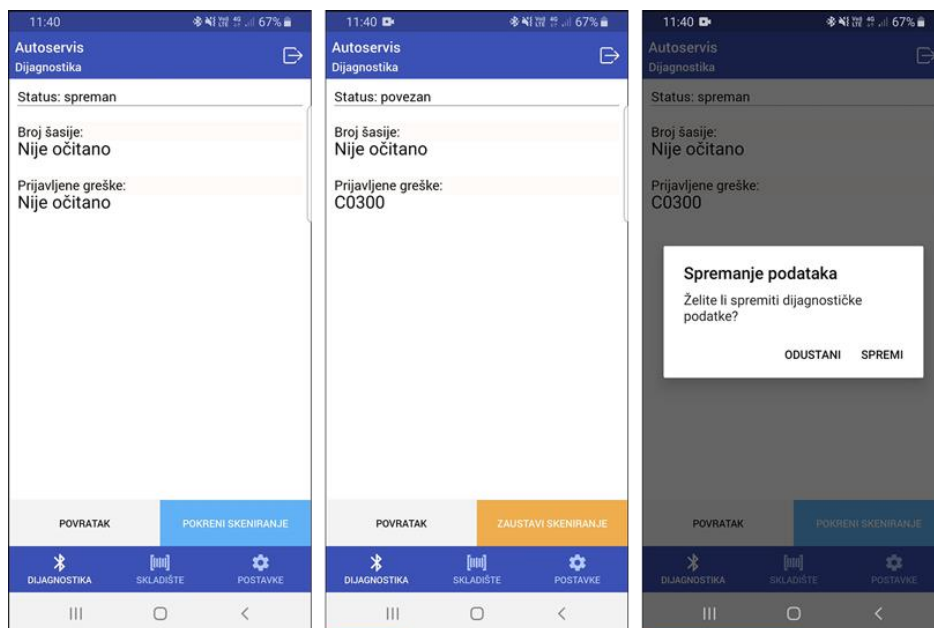 11:40
67%
Autoservis
Dijagnostika
Status: spreman
Broj šasije:
Nije očitano
Prijavljene greške:
Nije očitano
POVRATAK
POKRENI SKENIRANJE
DIJAGNOSTIKA
SKLADIŠTE
POSTAVKE
11:40
67%
Autoservis
Dijagnostika
Status: povezan
Broj šasije:
Nije očitano
Prijavljene greške:
C0300
POVRATAK
ZAUSTAVI SKENIRANJE
DIJAGNOSTIKA
SKLADIŠTE
POSTAVKE
11:40
67%
Autoservis
Dijagnostika
Status: spreman
Broj šasije:
Nije očitano
Prijavljene greške:
C0300
Spremanje podataka
Želite li spremiti dijagnostičke
podatke?
ODUSTANI
SPREMI
POVRATAK
POKRENI SKENIRANJE
DIJAGNOSTIKA
SKLADIŠTE
POSTAVKE